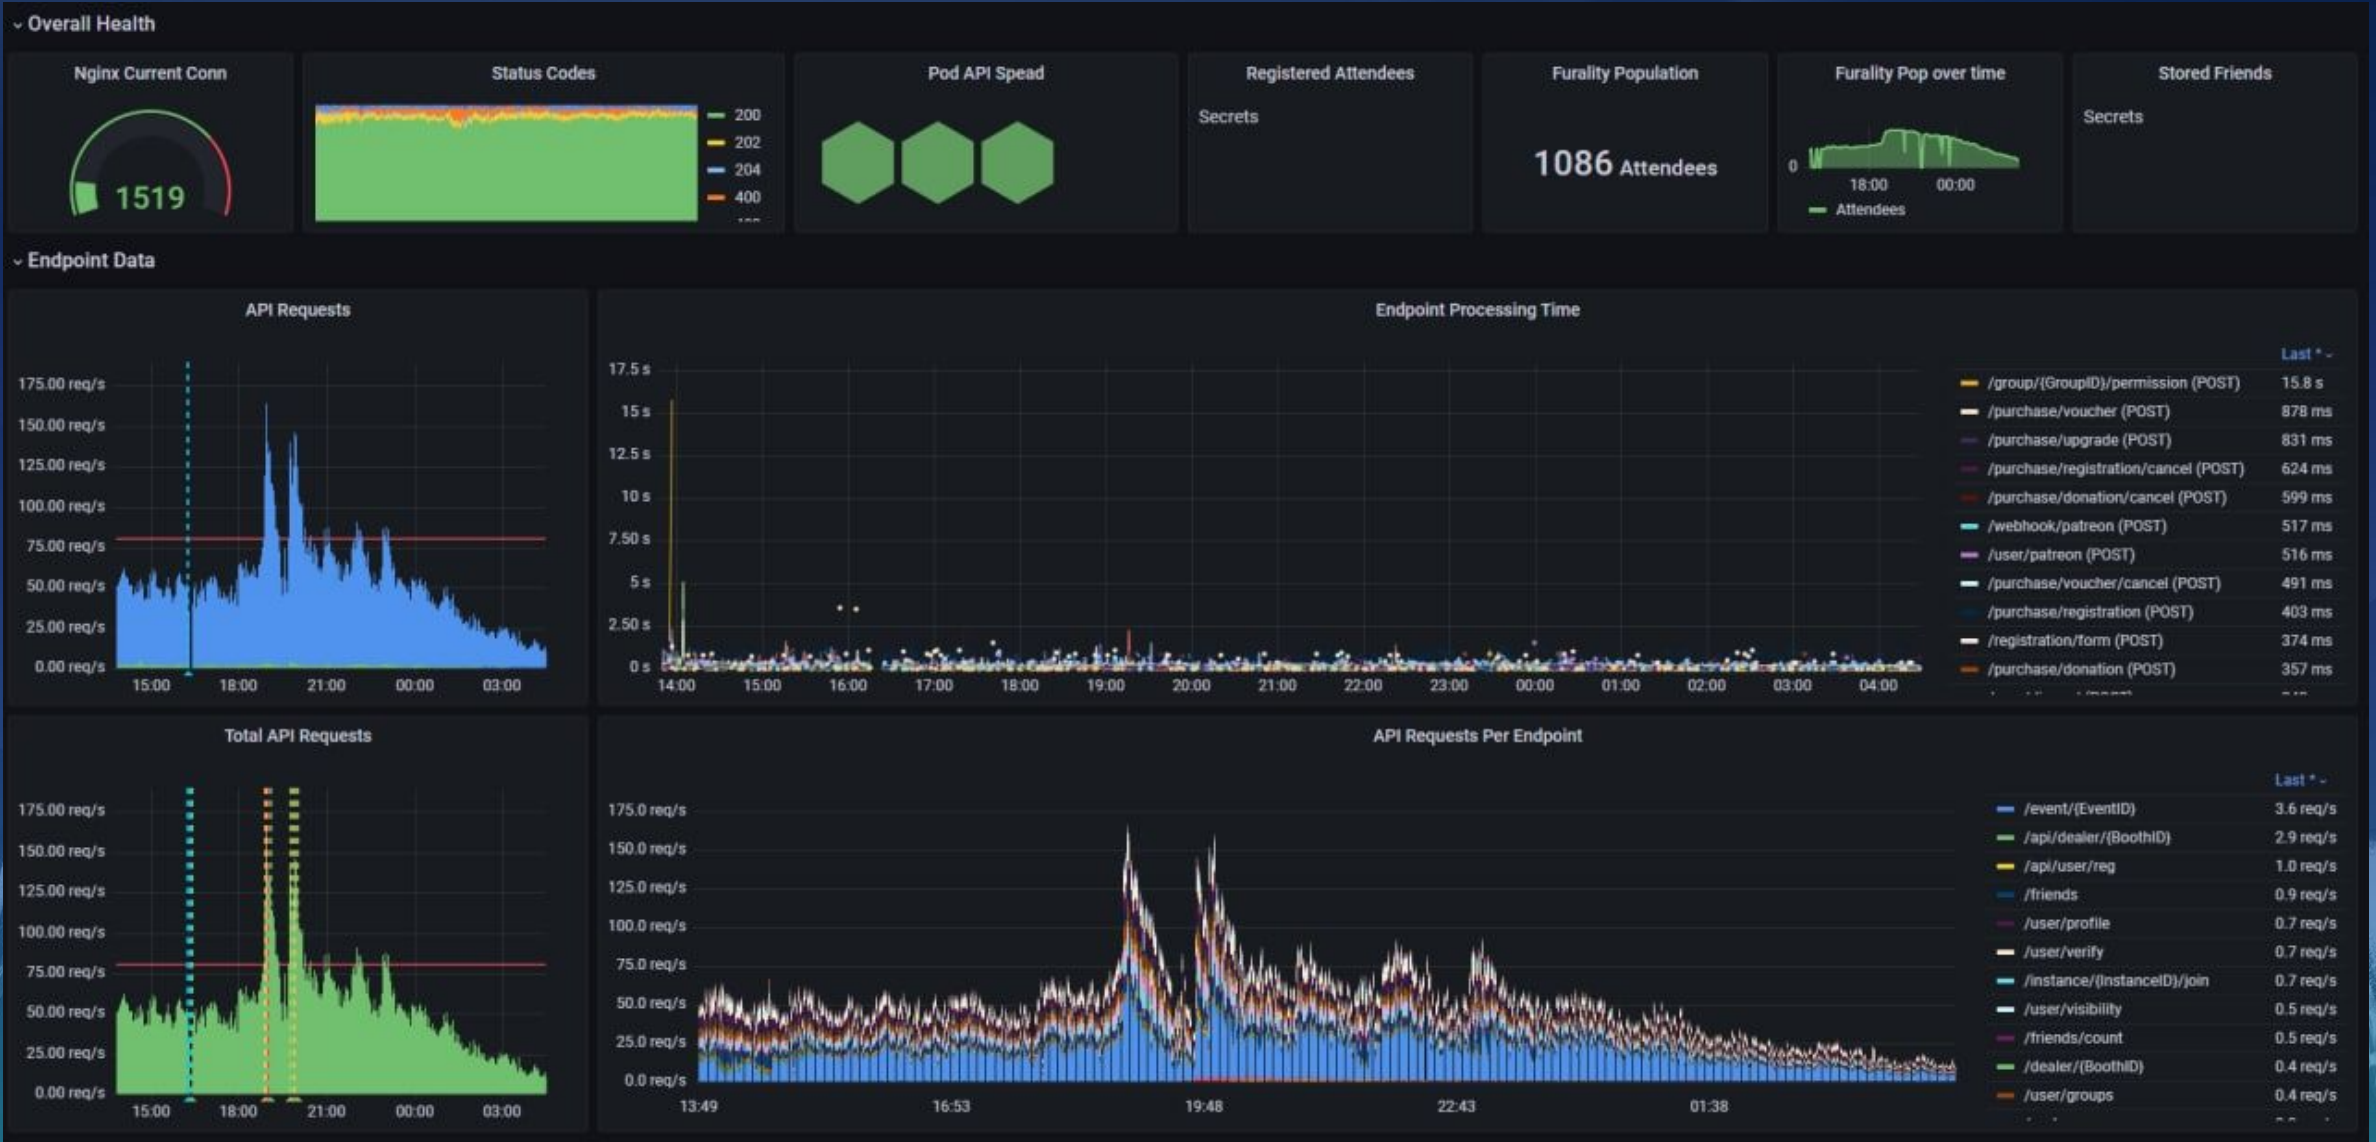 Overall Health
Nginx Current Conn
1519
Status Codes
200
202
204
400
Pod API Spead
Registered Attendees
Secrets
Furality Population
1086 Attendees
Furality Pop over time
0
18:00 00:00
Attendees
Stored Friends
Secrets
Endpoint Data
API Requests
175.00 req/s
150.00 req/s
125.00 req/s
100.00 req/s
75.00 req/s
50.00 req/s
25.00 req/s
0.00 req/s
15:00 18:00 21:00 00:00 03:00
Endpoint Processing Time
17.5 s
15 s
12.5 s
10 s
7.50 s
5 s
2.50 s
0 s
14:00 15:00 16:00 17:00 18:00 19:00 20:00 21:00 22:00 23:00 00:00 01:00 02:00 03:00 04:00
Last *
/group/{GroupID}/permission (POST) 15.8 s
/purchase/voucher (POST) 878 ms
/purchase/upgrade (POST) 831 ms
/purchase/registration/cancel (POST) 624 ms
/purchase/donation/cancel (POST) 599 ms
/webhook/patreon (POST) 517 ms
/user/patreon (POST) 516 ms
/purchase/voucher/cancel (POST) 491 ms
/purchase/registration (POST) 403 ms
/registration/form (POST) 374 ms
/purchase/donation (POST) 357 ms
Total API Requests
175.00 req/s
150.00 req/s
125.00 req/s
100.00 req/s
75.00 req/s
50.00 req/s
25.00 req/s
0.00 req/s
15:00 18:00 21:00 00:00 03:00
API Requests Per Endpoint
175.0 req/s
150.0 req/s
125.0 req/s
100.0 req/s
75.0 req/s
50.0 req/s
25.0 req/s
0.0 req/s
13:49 16:53 19:48 22:43 01:38
Last *
/event/{EventID} 3.6 req/s
/api/dealer/{BoothID} 2.9 req/s
/api/user/reg 1.0 req/s
/friends 0.9 req/s
/user/profile 0.7 req/s
/user/verify 0.7 req/s
/instance/{InstanceID}/join 0.7 req/s
/user/visibility 0.5 req/s
/friends/count 0.5 req/s
/dealer/{BoothID} 0.4 req/s
/user/groups 0.4 req/s